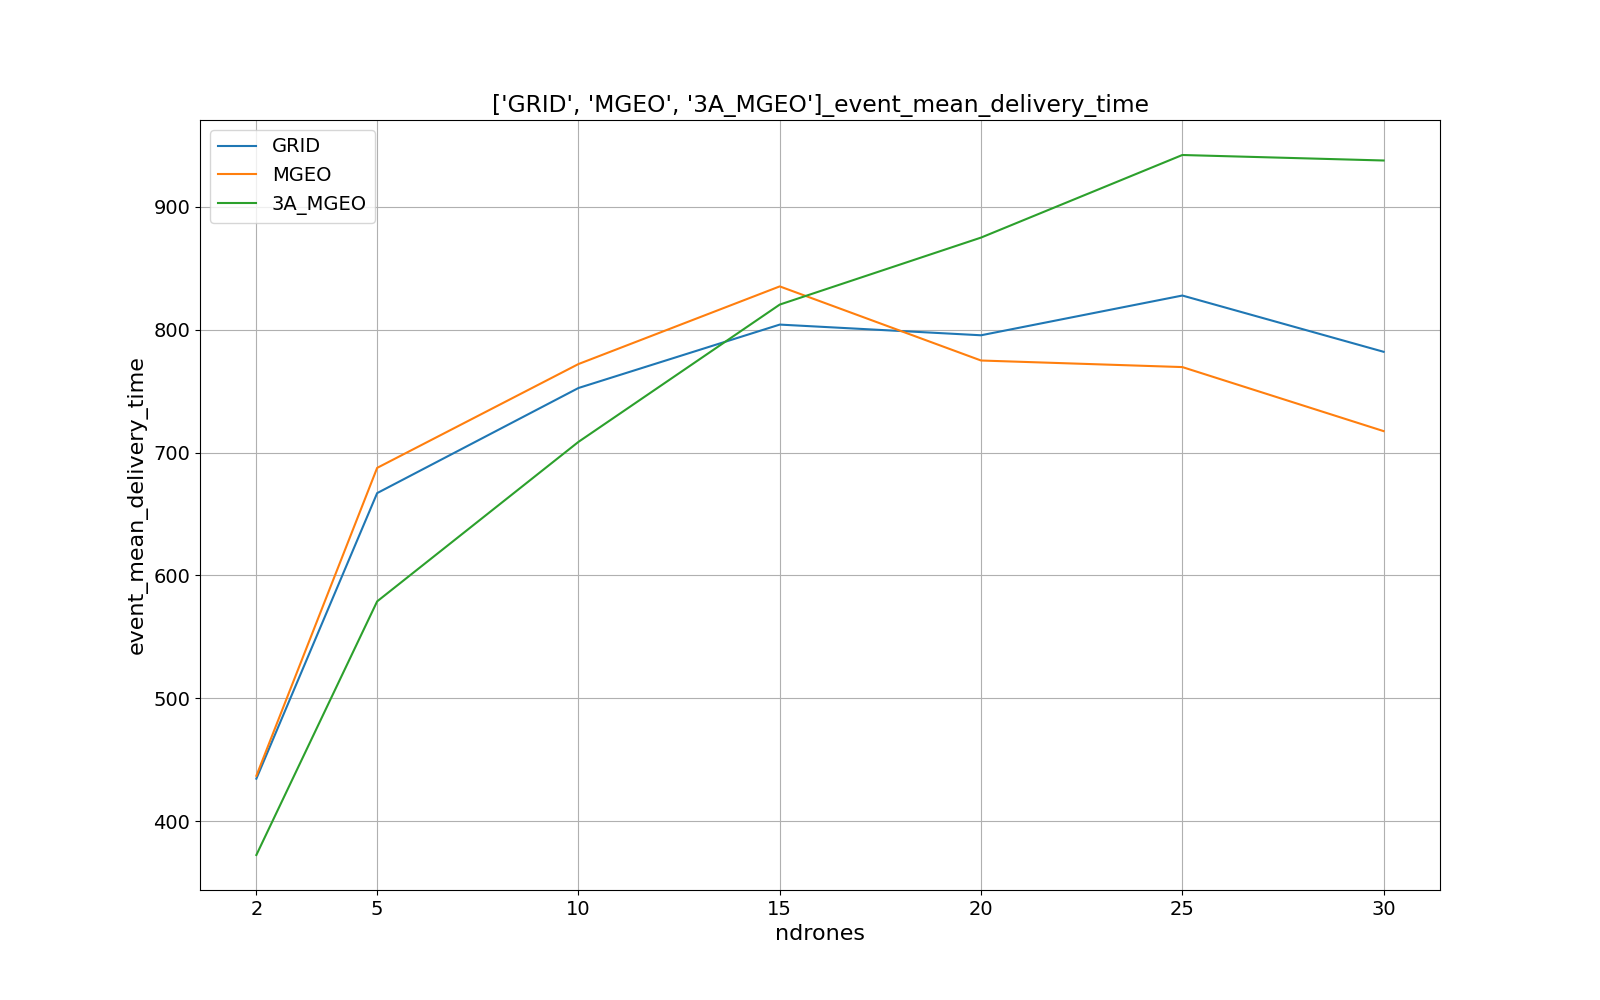 ['GRID', 'MGEO', '3A_MGEO']_event_mean_delivery_time
GRID
MGEO
3A_MGEO
event_mean_delivery_time
900
800
700
600
500
400
2 5 10 15 20 25 30
ndrones